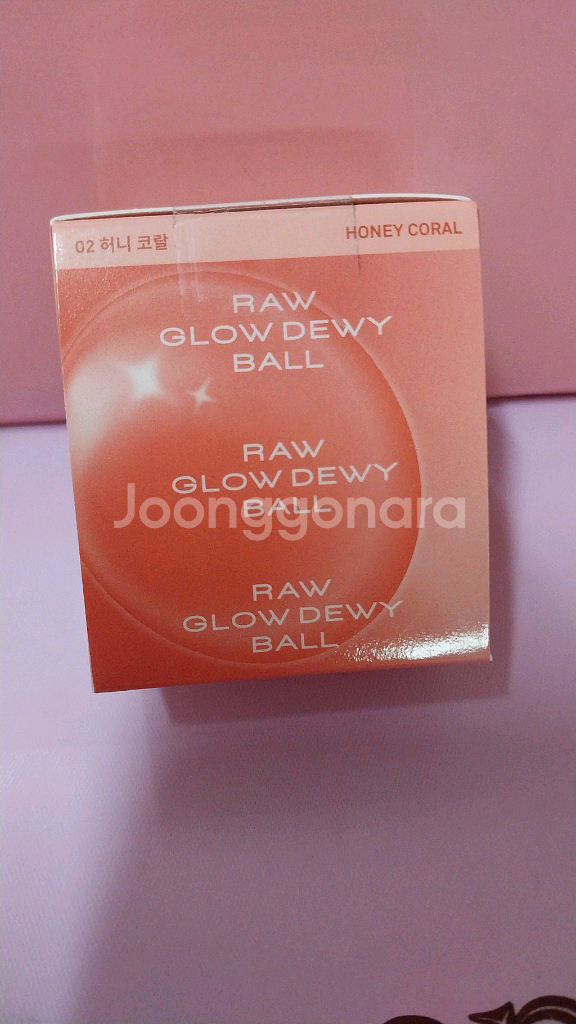 02 허니 코랄
HONEY CORAL
RAW
GLOW DEWY
BALL
RAW
GLOW DEWY
BALL
Joonggonara
RAW
GLOW DEWY
BALL